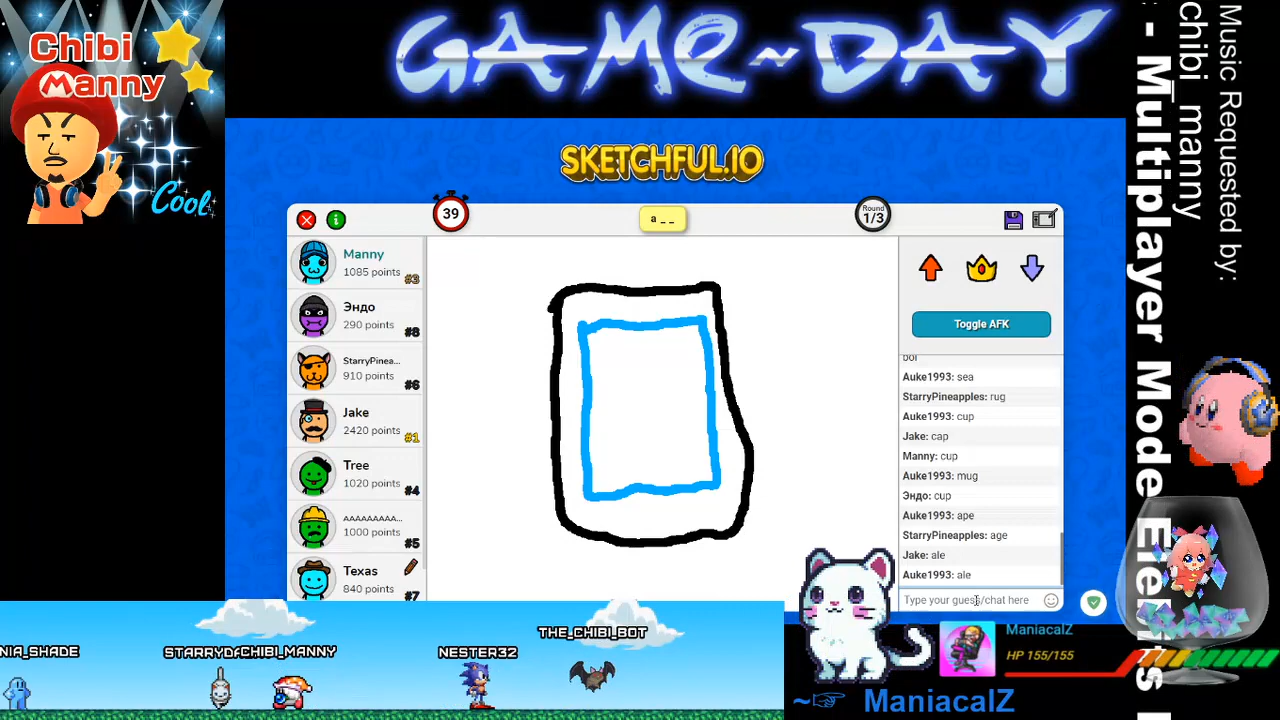 Chibi
Manny
Cool
GAME~DAY
Music Requested by:
chibi_manny
- Multiplayer Mode
SKETCHFUL.IO
39
a _ _
Round
1/3
Manny
1085 points
#3
Эндо
290 points
#8
StarryPinea...
910 points
#6
Jake
2420 points
#1
Tree
1020 points
#4
AAAAAAAAA...
1000 points
#5
Texas
840 points
#7
Toggle AFK
Auke1993: sea
StarryPineapples: rug
Auke1993: cup
Jake: cap
Manny: cup
Auke1993: mug
Эндо: cup
Auke1993: ape
StarryPineapples: age
Jake: ale
Auke1993: ale
Type your guess/chat here
NIA_SHADE
CHIBI_MANNY
NESTER32
THE_CHIBI_BOT
ManiacalZ
HP 155/155
~☞ ManiacalZ